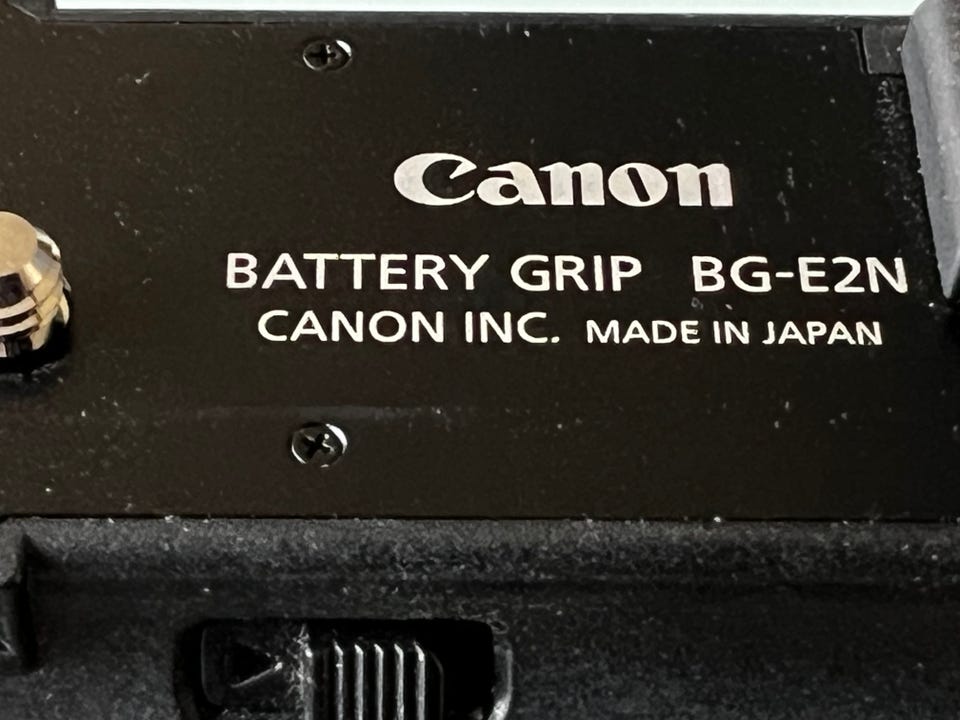 Canon
BATTERY GRIP BG-E2N
CANON INC. MADE IN JAPAN